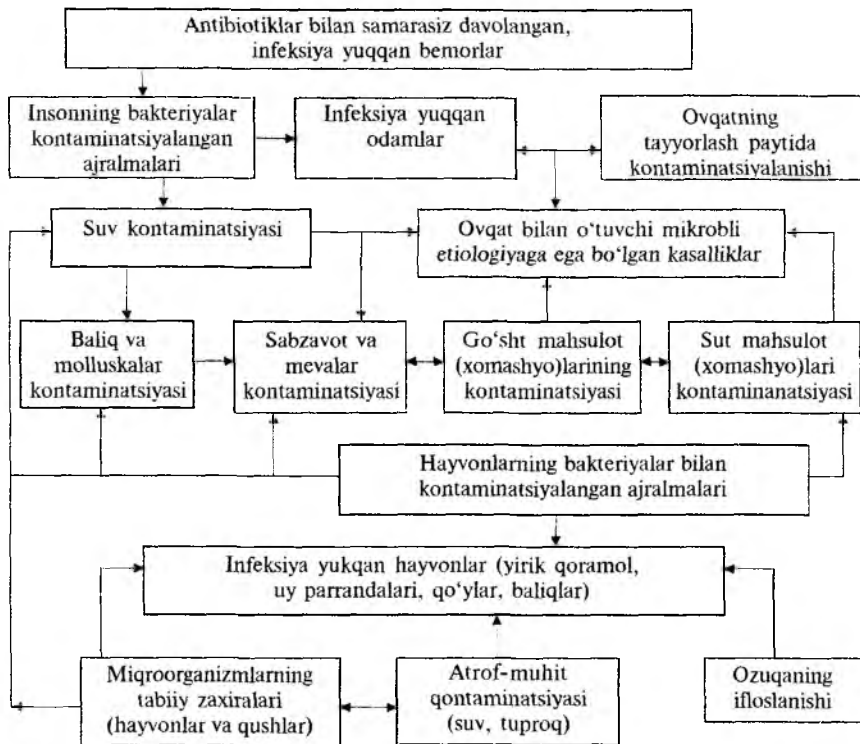 Antibiotiklar bilan samarasiz davolangan,
infeksiya yuqqan bemorlar
Insonning bakteriyalar
kontaminatsiyalangan
ajralmalari
Infeksiya yuqqan
odamlar
Ovqatning
tayyorlash paytida
kontaminatsiyalanishi
Suv kontaminatsiyasi
Ovqat bilan o‘tuvchi mikrobli
etiologiyaga ega bo‘lgan kasalliklar
Baliq va
molluskalar
kontaminatsiyasi
Sabzavot va
mevalar
kontaminatsiyasi
Go‘sht mahsulot
(xomashyo)larining
kontaminatsiyasi
Sut mahsulot
(xomashyo)lari
kontaminanatsiyasi
Hayvonlarning bakteriyalar bilan
kontaminatsiyalangan ajralmalari
Infeksiya yukqan hayvonlar (yirik qoramol,
uy parrandalari, qo‘ylar, baliqlar)
Miqroorganizmlarning
tabiiy zaxiralari
(hayvonlar va qushlar)
Atrof-muhit
qontaminatsiyasi
(suv, tuproq)
Ozuqaning
ifloslanishi